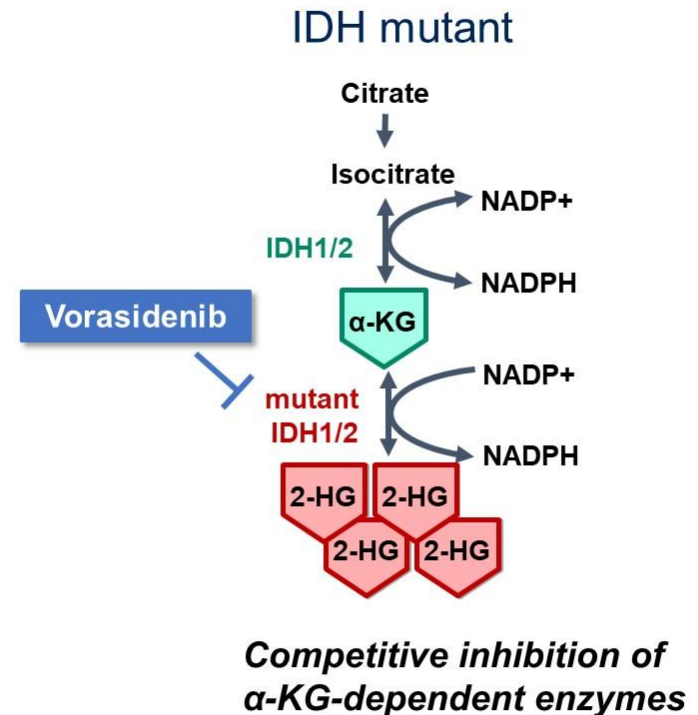 IDH mutant
Citrate
Isocitrate
NADP+
IDH1/2
NADPH
Vorasidenib
α-KG
NADP+
mutant
IDH1/2
NADPH
2-HG 2-HG
2-HG 2-HG
Competitive inhibition of
α-KG-dependent enzymes